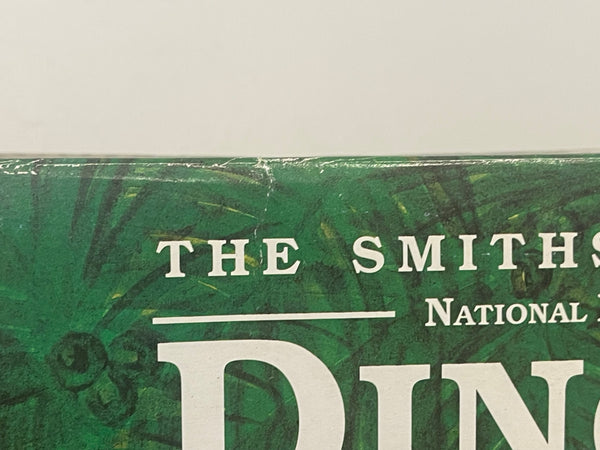 THE SMITHS
NATIONAL
DIN